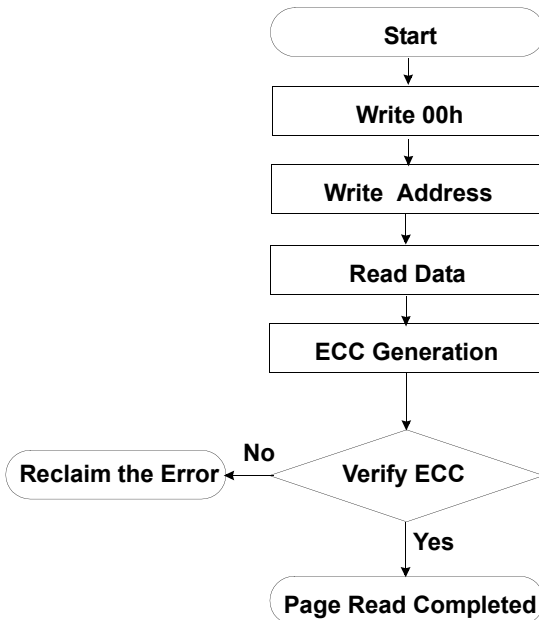 Start
Write 00h
Write Address
Read Data
ECC Generation
No
Reclaim the Error
Verify ECC
Yes
Page Read Completed